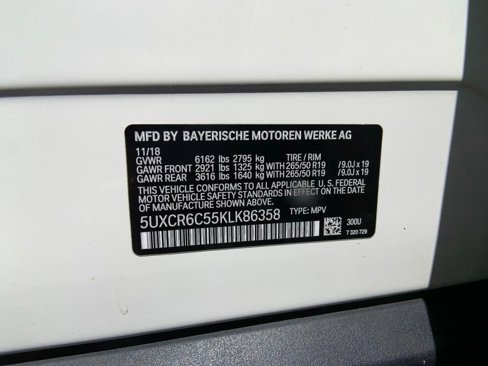 MFD BY BAYERISCHE MOTOREN WERKE AG
11/18
GVWR 6162 lbs 2795 kg TIRE / RIM
GAWR FRONT 2921 lbs 1325 kg WITH 265/50 R19 /9.0J x 19
GAWR REAR 3616 lbs 1640 kg WITH 265/50 R19 /9.0J x 19
THIS VEHICLE CONFORMS TO ALL APPLICABLE U. S. FEDERAL
MOTOR VEHICLE SAFETY STANDARDS IN EFFECT ON THE
DATE OF MANUFACTURE SHOWN ABOVE.
5UXCR6C55KLK86358 TYPE: MPV
300U
7 320 729